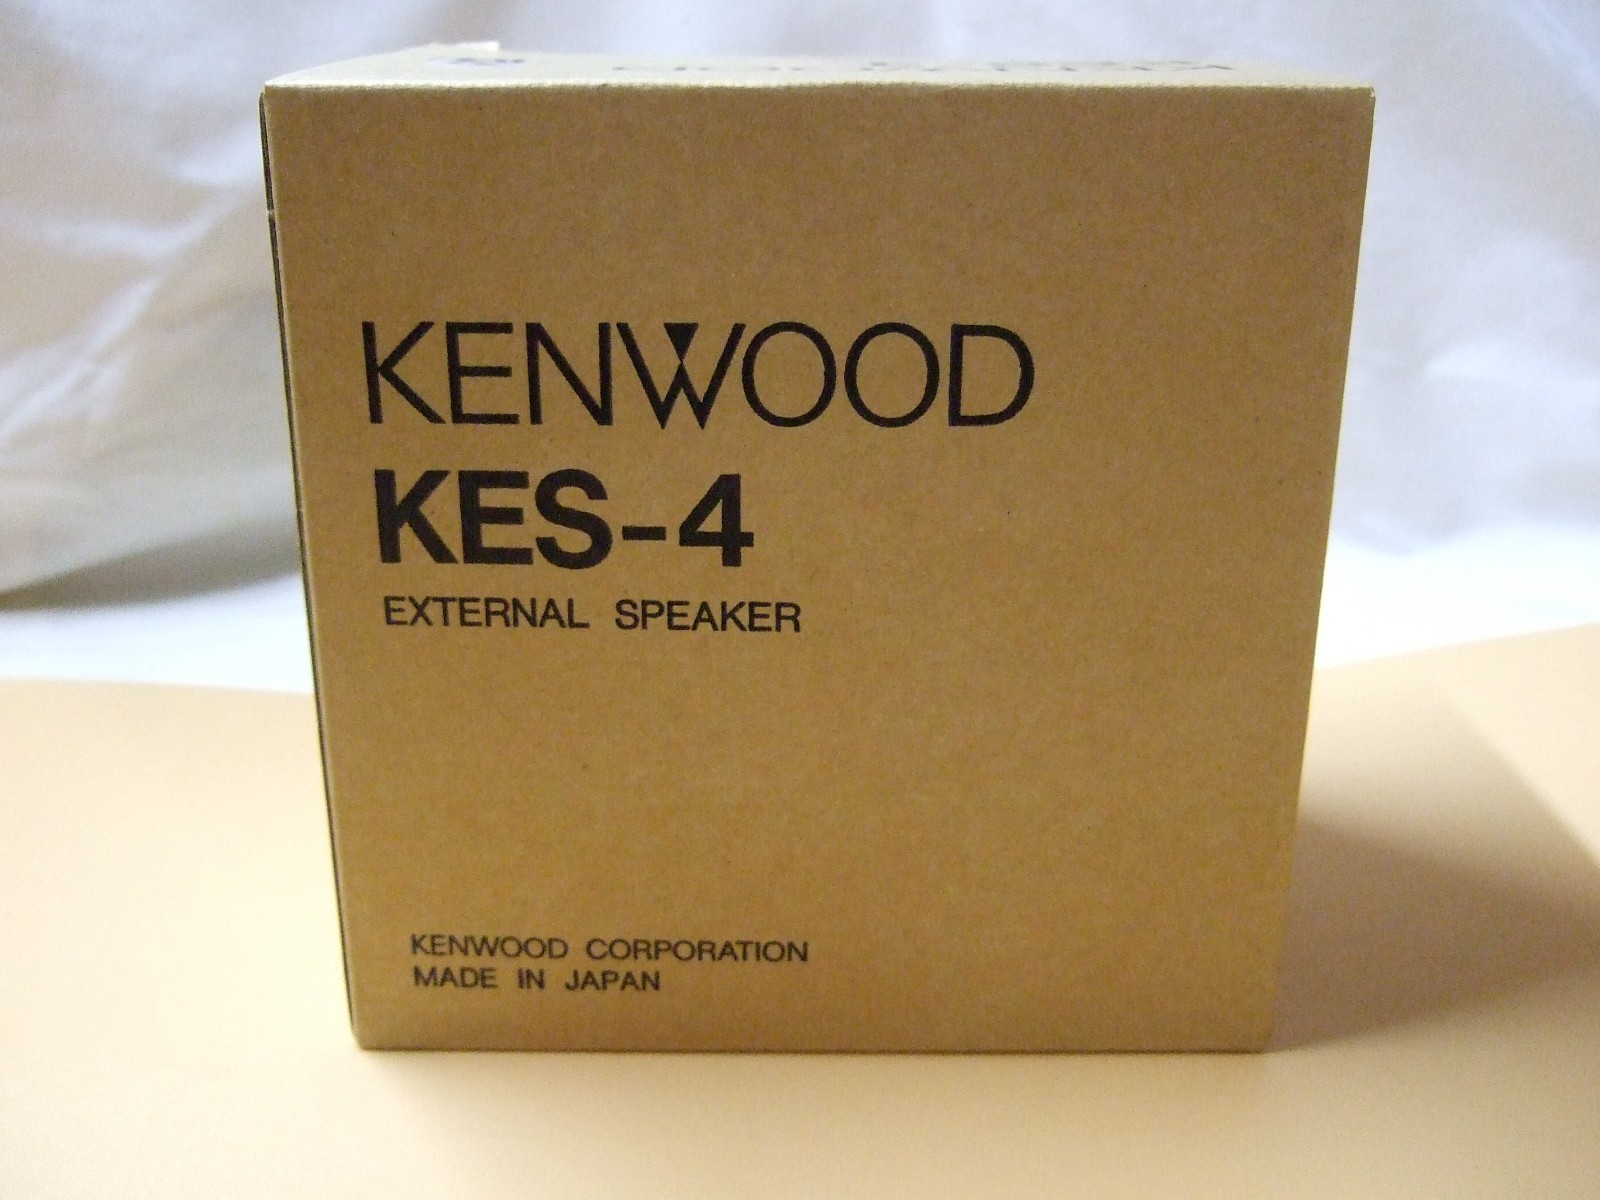 KENWOOD
KES-4
EXTERNAL SPEAKER
KENWOOD CORPORATION
MADE IN JAPAN